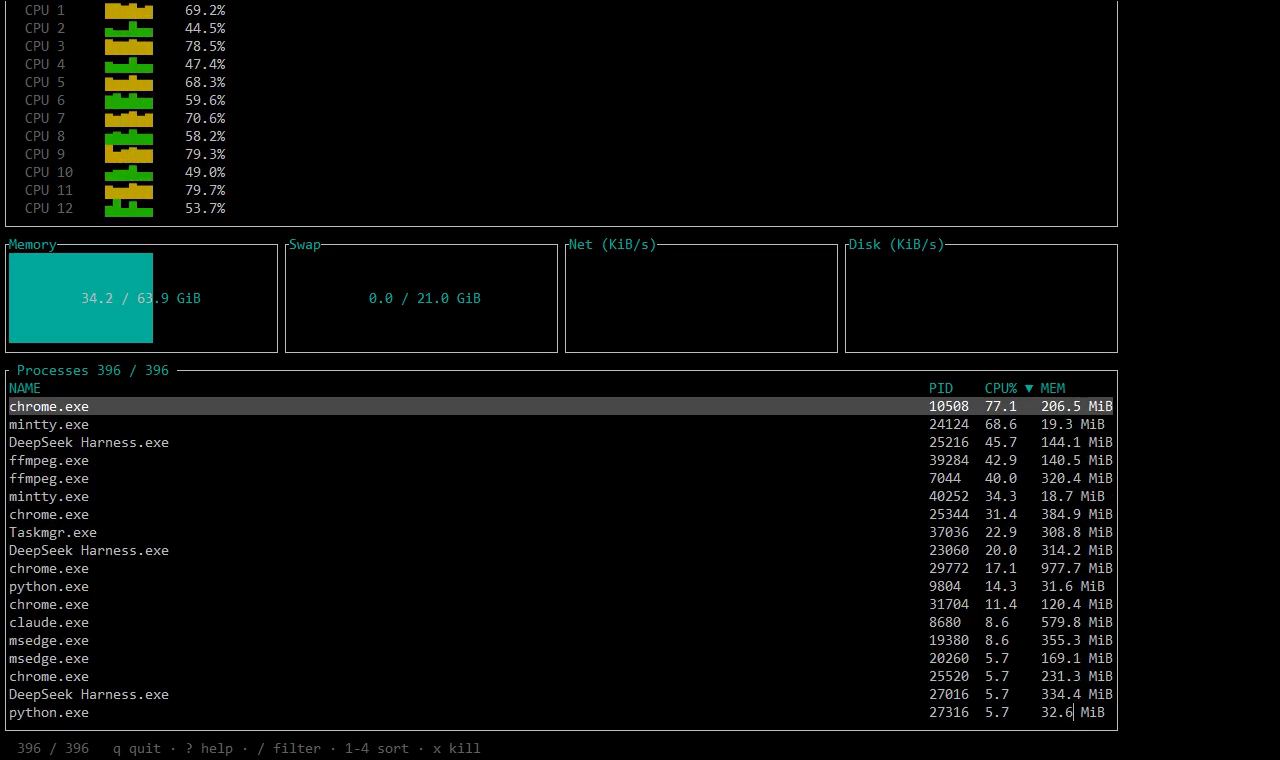 CPU 1 69.2%
CPU 2 44.5%
CPU 3 78.5%
CPU 4 47.4%
CPU 5 68.3%
CPU 6 59.6%
CPU 7 70.6%
CPU 8 58.2%
CPU 9 79.3%
CPU 10 49.0%
CPU 11 79.7%
CPU 12 53.7%
Memory Swap Net (KiB/s) Disk (KiB/s)
34.2 / 63.9 GiB 0.0 / 21.0 GiB
Processes 396 / 396
NAME PID CPU% ▼ MEM
chrome.exe 10508 77.1 206.5 MiB
mintty.exe 24124 68.6 19.3 MiB
DeepSeek Harness.exe 25216 45.7 144.1 MiB
ffmpeg.exe 39284 42.9 140.5 MiB
ffmpeg.exe 7044 40.0 320.4 MiB
mintty.exe 40252 34.3 18.7 MiB
chrome.exe 25344 31.4 384.9 MiB
Taskmgr.exe 37036 22.9 308.8 MiB
DeepSeek Harness.exe 23060 20.0 314.2 MiB
chrome.exe 29772 17.1 977.7 MiB
python.exe 9804 14.3 31.6 MiB
chrome.exe 31704 11.4 120.4 MiB
claude.exe 8680 8.6 579.8 MiB
msedge.exe 19380 8.6 355.3 MiB
msedge.exe 20260 5.7 169.1 MiB
chrome.exe 25520 5.7 231.3 MiB
DeepSeek Harness.exe 27016 5.7 334.4 MiB
python.exe 27316 5.7 32.6 MiB
396 / 396 q quit · ? help · / filter · 1-4 sort · x kill